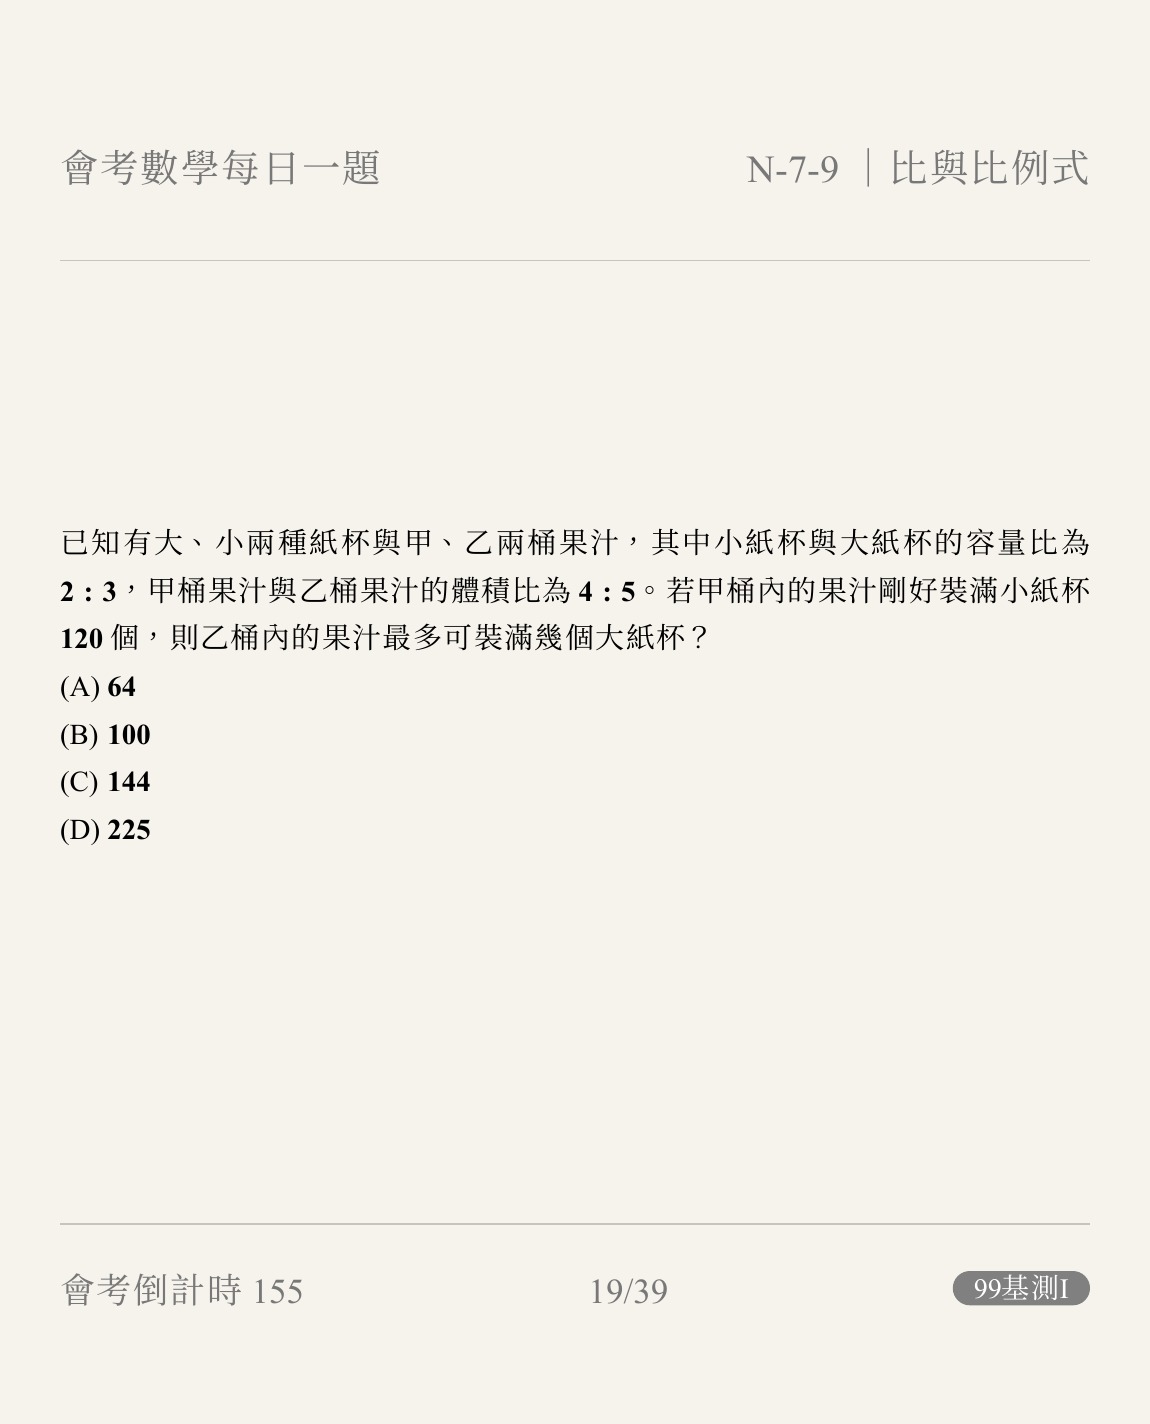 會考數學每日一題
N-7-9 | 比與比例式
已知有大、小兩種紙杯與甲、乙兩桶果汁，其中小紙杯與大紙杯的容量比為
2 : 3，甲桶果汁與乙桶果汁的體積比為 4 : 5。若甲桶內的果汁剛好裝滿小紙杯
120 個，則乙桶內的果汁最多可裝滿幾個大紙杯？
(A) 64
(B) 100
(C) 144
(D) 225
會考倒計時 155
19/39
99基測I